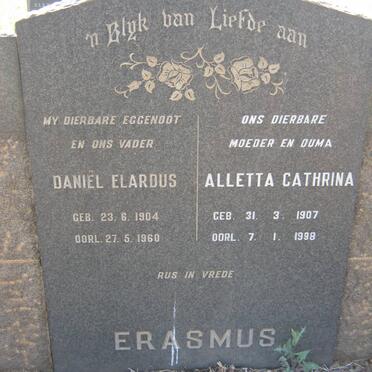 'n Blyk van Liefde aan
MY DIERBARE EGGENOOT
EN ONS VADER
DANIËL ELARDUS
GEB. 23. 6. 1904
OORL. 27. 5. 1960
ONS DIERBARE
MOEDER EN OUMA
ALLETTA CATHRINA
GEB. 31. 3. 1907
OORL. 7. 1. 1998
RUS IN VREDE
ERASMUS